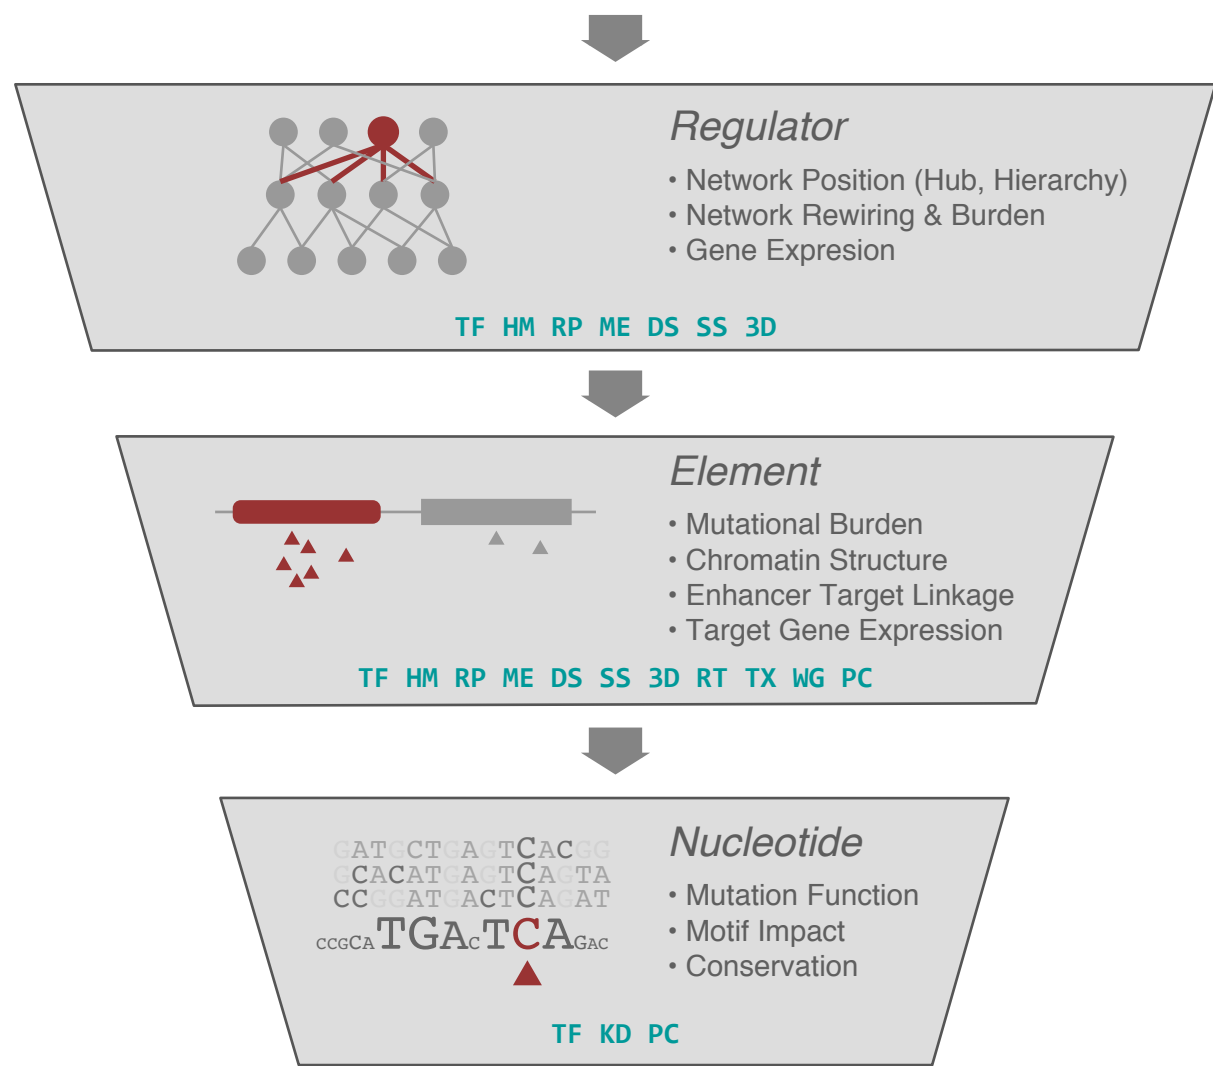 Regulator
• Network Position (Hub, Hierarchy)
• Network Rewiring & Burden
• Gene Expresion
TF HM RP ME DS SS 3D
Element
• Mutational Burden
• Chromatin Structure
• Enhancer Target Linkage
• Target Gene Expression
TF HM RP ME DS SS 3D RT TX WG PC
GATGCTGAGTCACGG
GCACATGAGTCAGTA
CCGGATGACTCAGAT
CCGCATGACTCAGAC
Nucleotide
• Mutation Function
• Motif Impact
• Conservation
TF KD PC